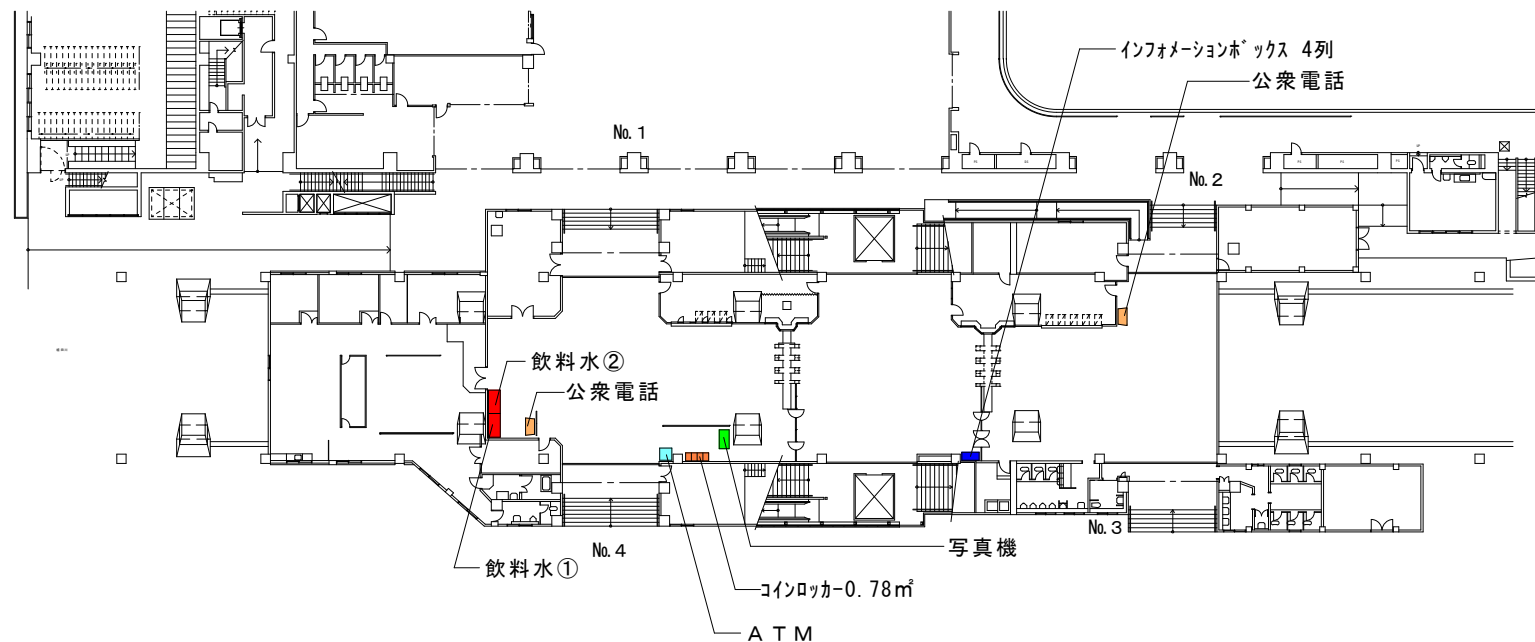 インフォメーションボックス 4列
公衆電話
№.1
№.2
飲料水②
公衆電話
№.3
№.4
写真機
飲料水①
コインロッカー0.78㎡
ATM